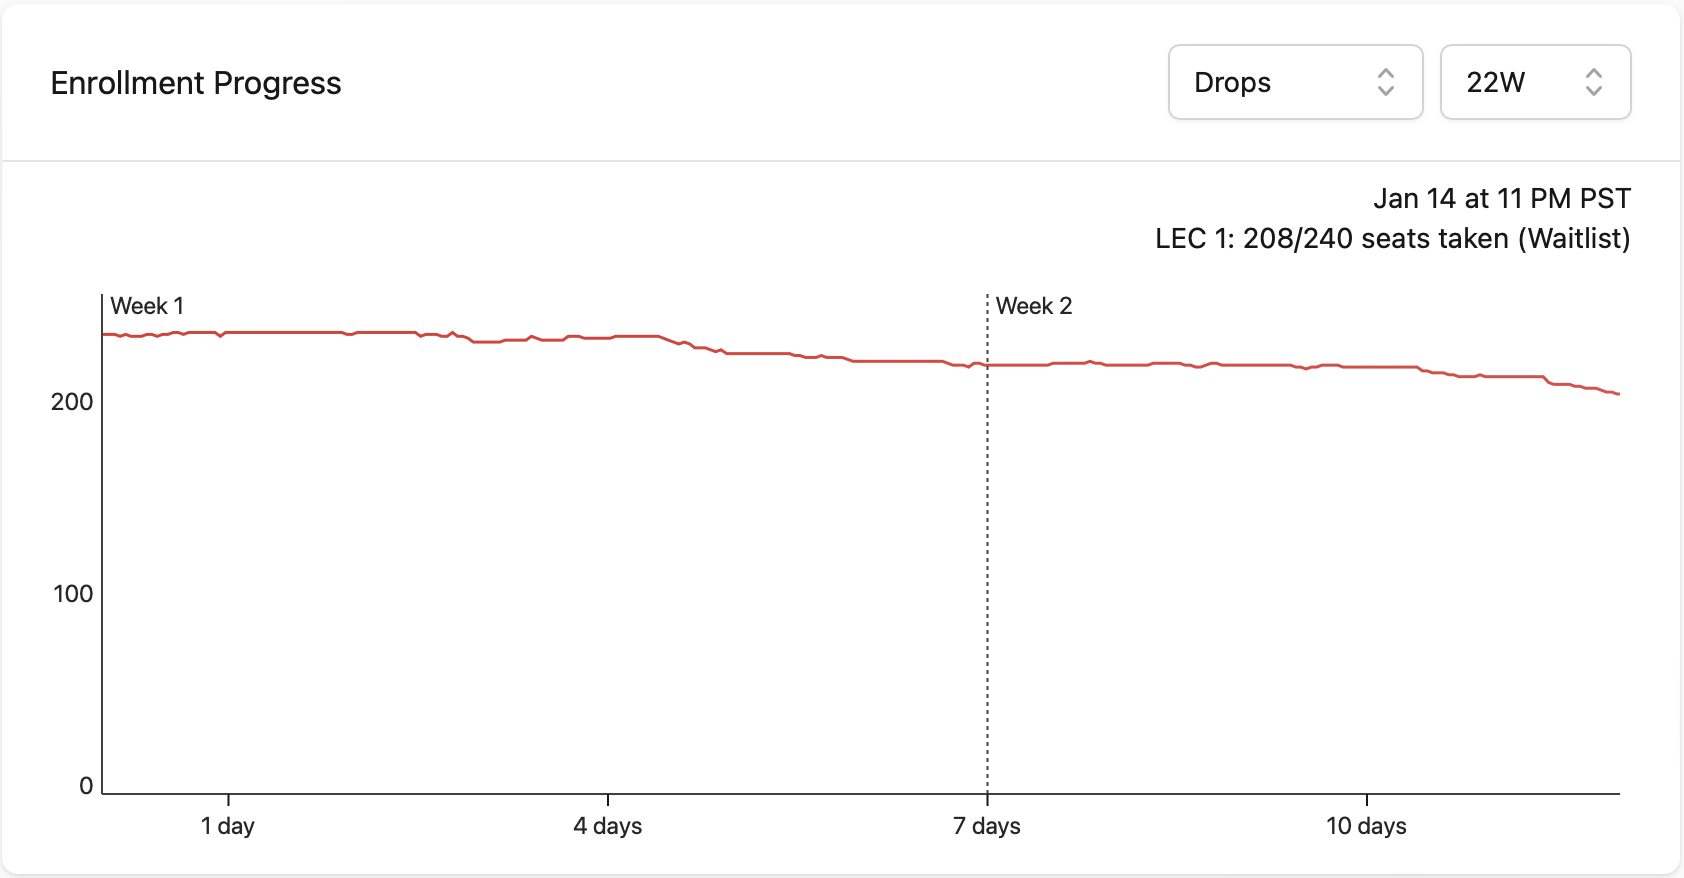 Enrollment Progress
Drops
22W
Jan 14 at 11 PM PST
LEC 1: 208/240 seats taken (Waitlist)
Week 1
Week 2
200
100
0
1 day
4 days
7 days
10 days